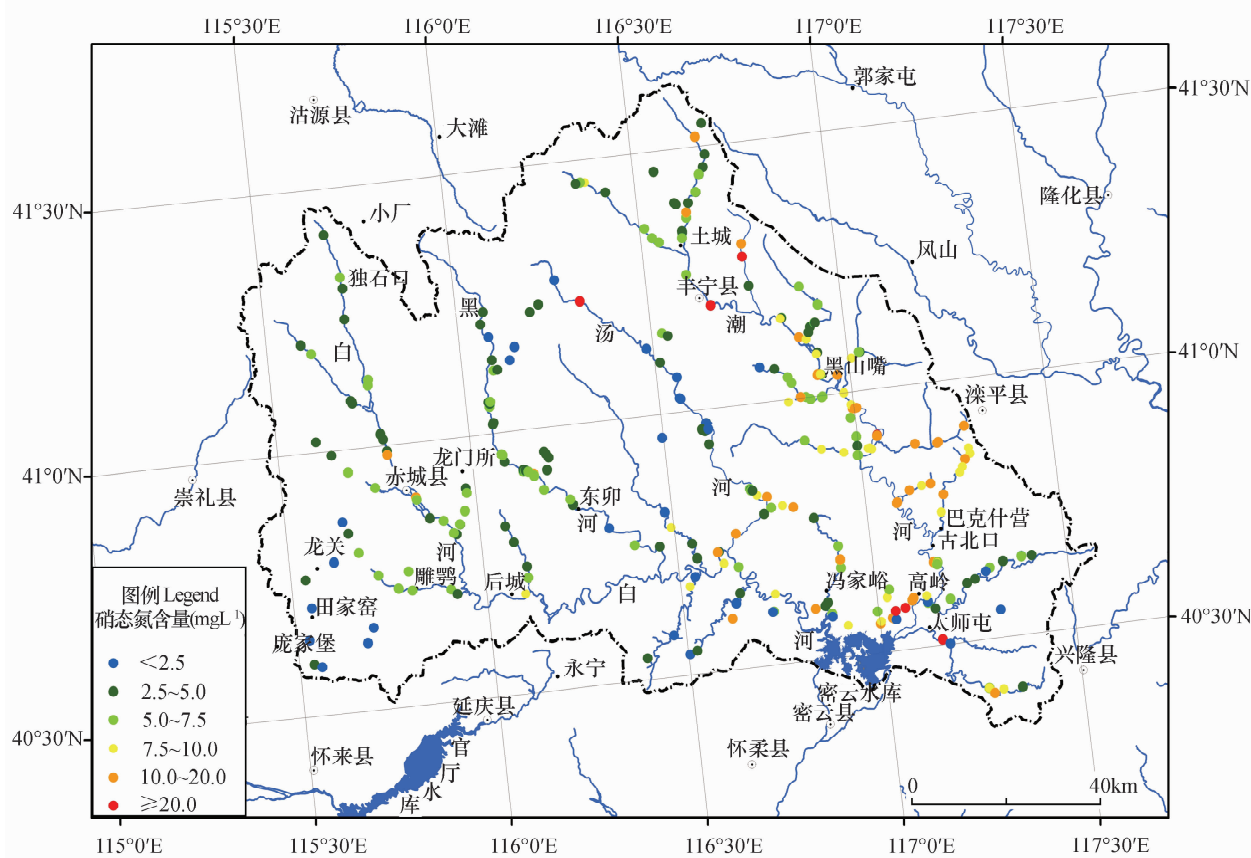 115°30′E
116°0′E
116°30′E
117°0′E
117°30′E
郭家屯
41°30′N
沽源县
大滩
隆化县
41°30′N
小厂
土城
风山
独石口
丰宁县
黑
潮
汤
白
41°0′N
黑山嘴
滦平县
龙门所
41°0′N
赤城县
崇礼县
东卯
河
河
河
巴克什营
古北口
龙关
河
雕鹗
后城
白
冯家峪
高岭
图例 Legend
硝态氮含量(mgL⁻¹)
田家窑
40°30′N
太师屯
庞家堡
河
兴隆县
<2.5
永宁
2.5~5.0
密云水库
延庆县
密云县
5.0~7.5
40°30′N
官
厅
水
库
怀柔县
7.5~10.0
怀来县
10.0~20.0
0
40km
≥20.0
115°0′E
115°30′E
116°0′E
116°30′E
117°0′E
117°30′E